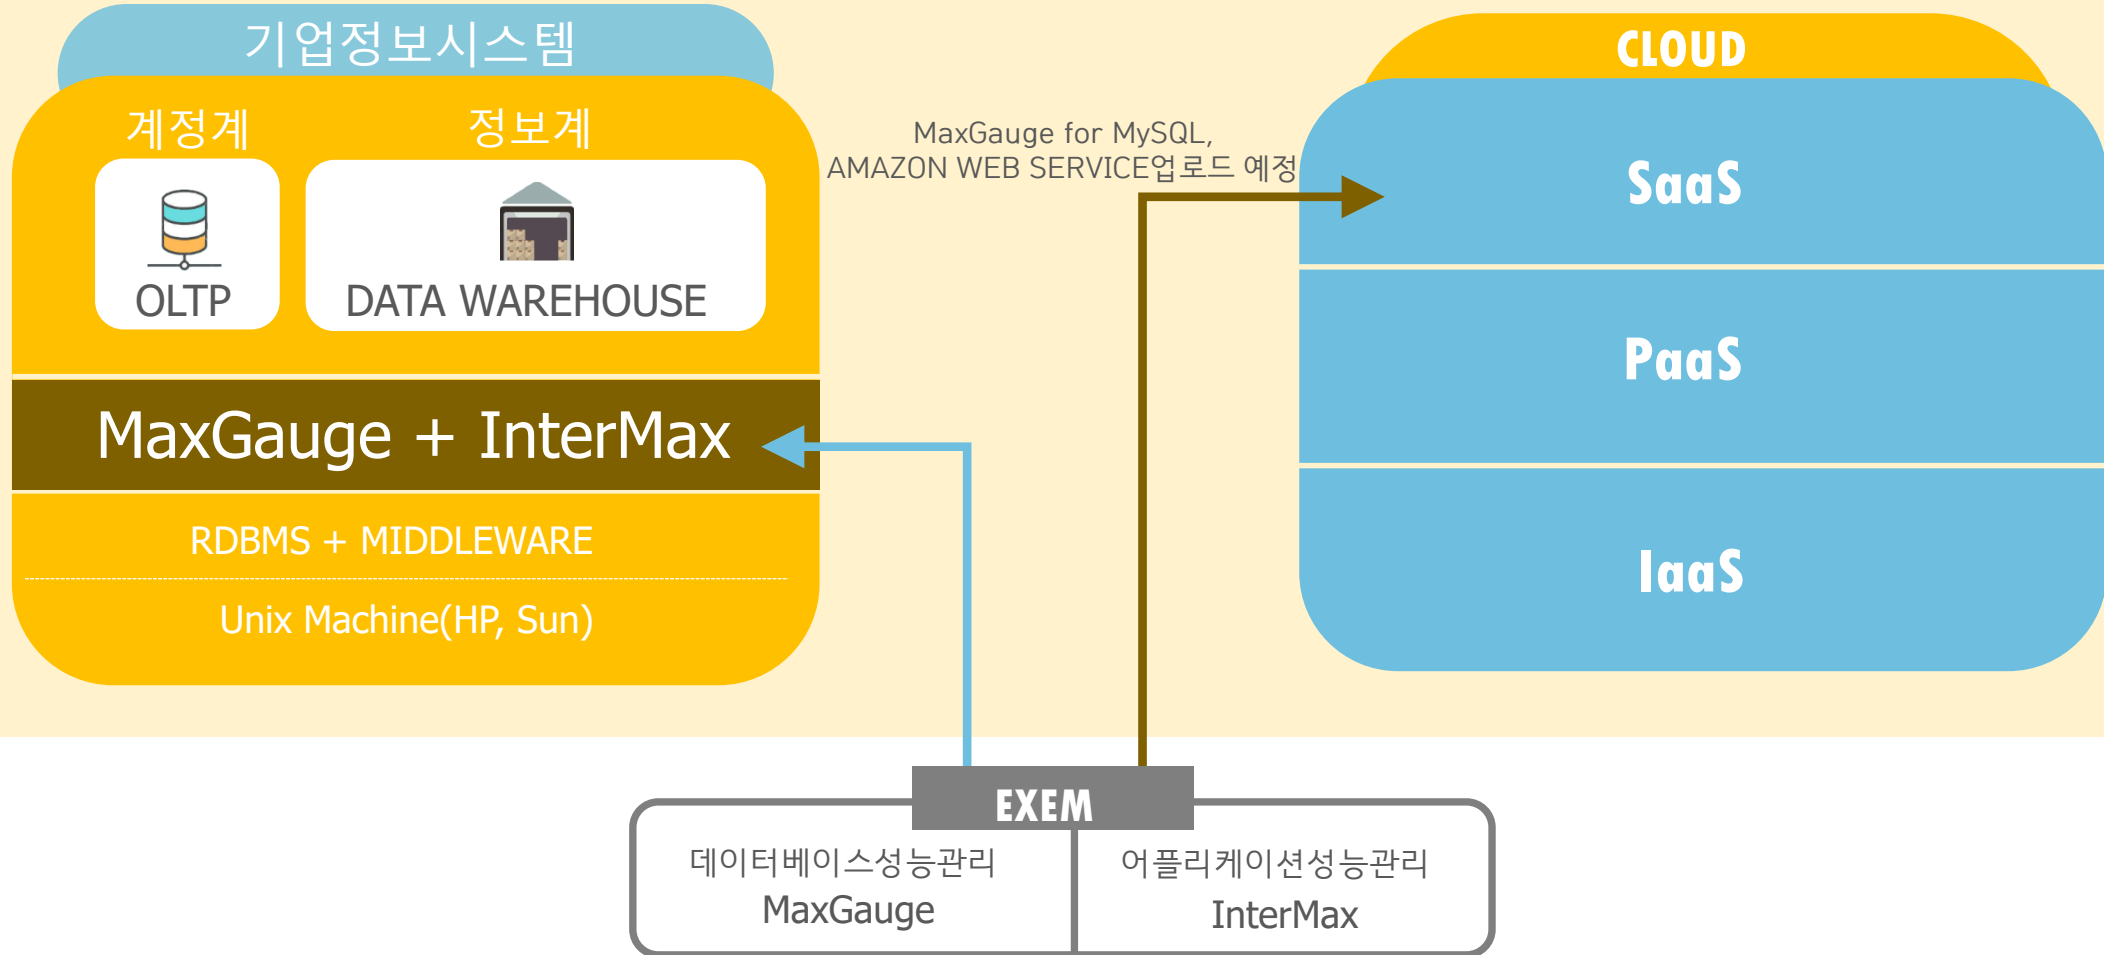 기업정보시스템
계정계
정보계
OLTP
DATA WAREHOUSE
MaxGauge + InterMax
RDBMS + MIDDLEWARE
Unix Machine(HP, Sun)
MaxGauge for MySQL,
AMAZON WEB SERVICE업로드 예정
CLOUD
SaaS
PaaS
IaaS
EXEM
데이터베이스성능관리
MaxGauge
어플리케이션성능관리
InterMax